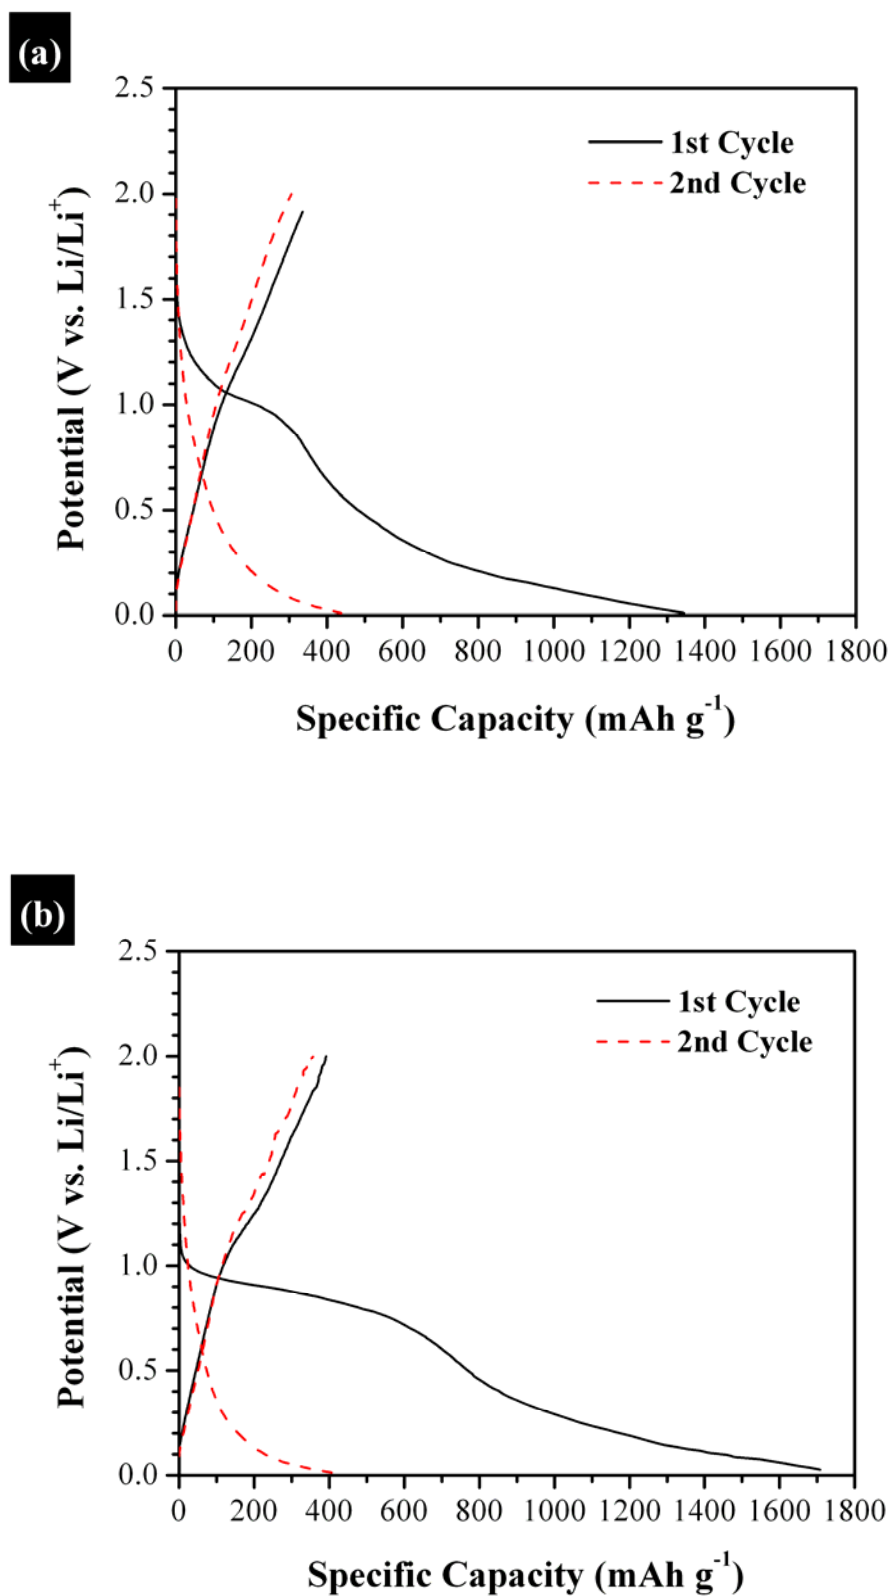 (a)
2.5
2.0
1.5
1.0
0.5
0.0
Potential (V vs. Li/Li⁺)
1st Cycle
2nd Cycle
0 200 400 600 800 1000 1200 1400 1600 1800
Specific Capacity (mAh g⁻¹)
(b)
2.5
2.0
1.5
1.0
0.5
0.0
Potential (V vs. Li/Li⁺)
1st Cycle
2nd Cycle
0 200 400 600 800 1000 1200 1400 1600 1800
Specific Capacity (mAh g⁻¹)